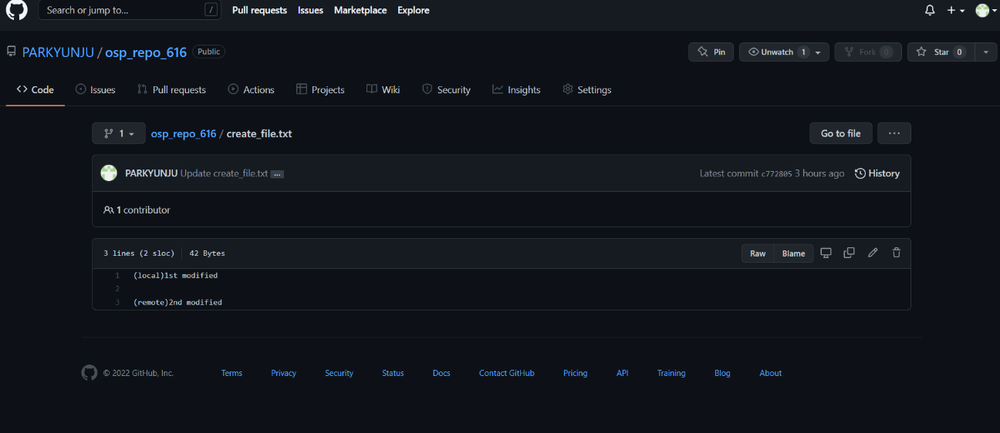 Search or jump to... / Pull requests Issues Marketplace Explore
PARKYUNJU / osp_repo_616 Public Pin Unwatch 1 Fork 0 Star 0
Code Issues Pull requests Actions Projects Wiki Security Insights Settings
1 osp_repo_616 / create_file.txt Go to file ...
PARKYUNJU Update create_file.txt ... Latest commit c772805 3 hours ago History
1 contributor
3 lines (2 sloc) 42 Bytes Raw Blame
1 (local)1st modified
2
3 (remote)2nd modified
© 2022 GitHub, Inc. Terms Privacy Security Status Docs Contact GitHub Pricing API Training Blog About